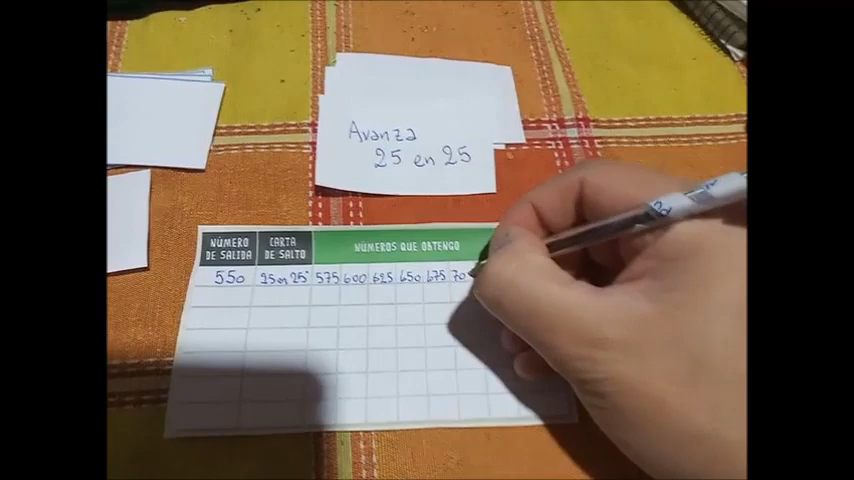 Avanza
25 en 25
NÚMERO DE SALIDA CARTA DE SALTO NÚMEROS QUE OBTENGO
550 25 en 25 575 600 625 650 675 70